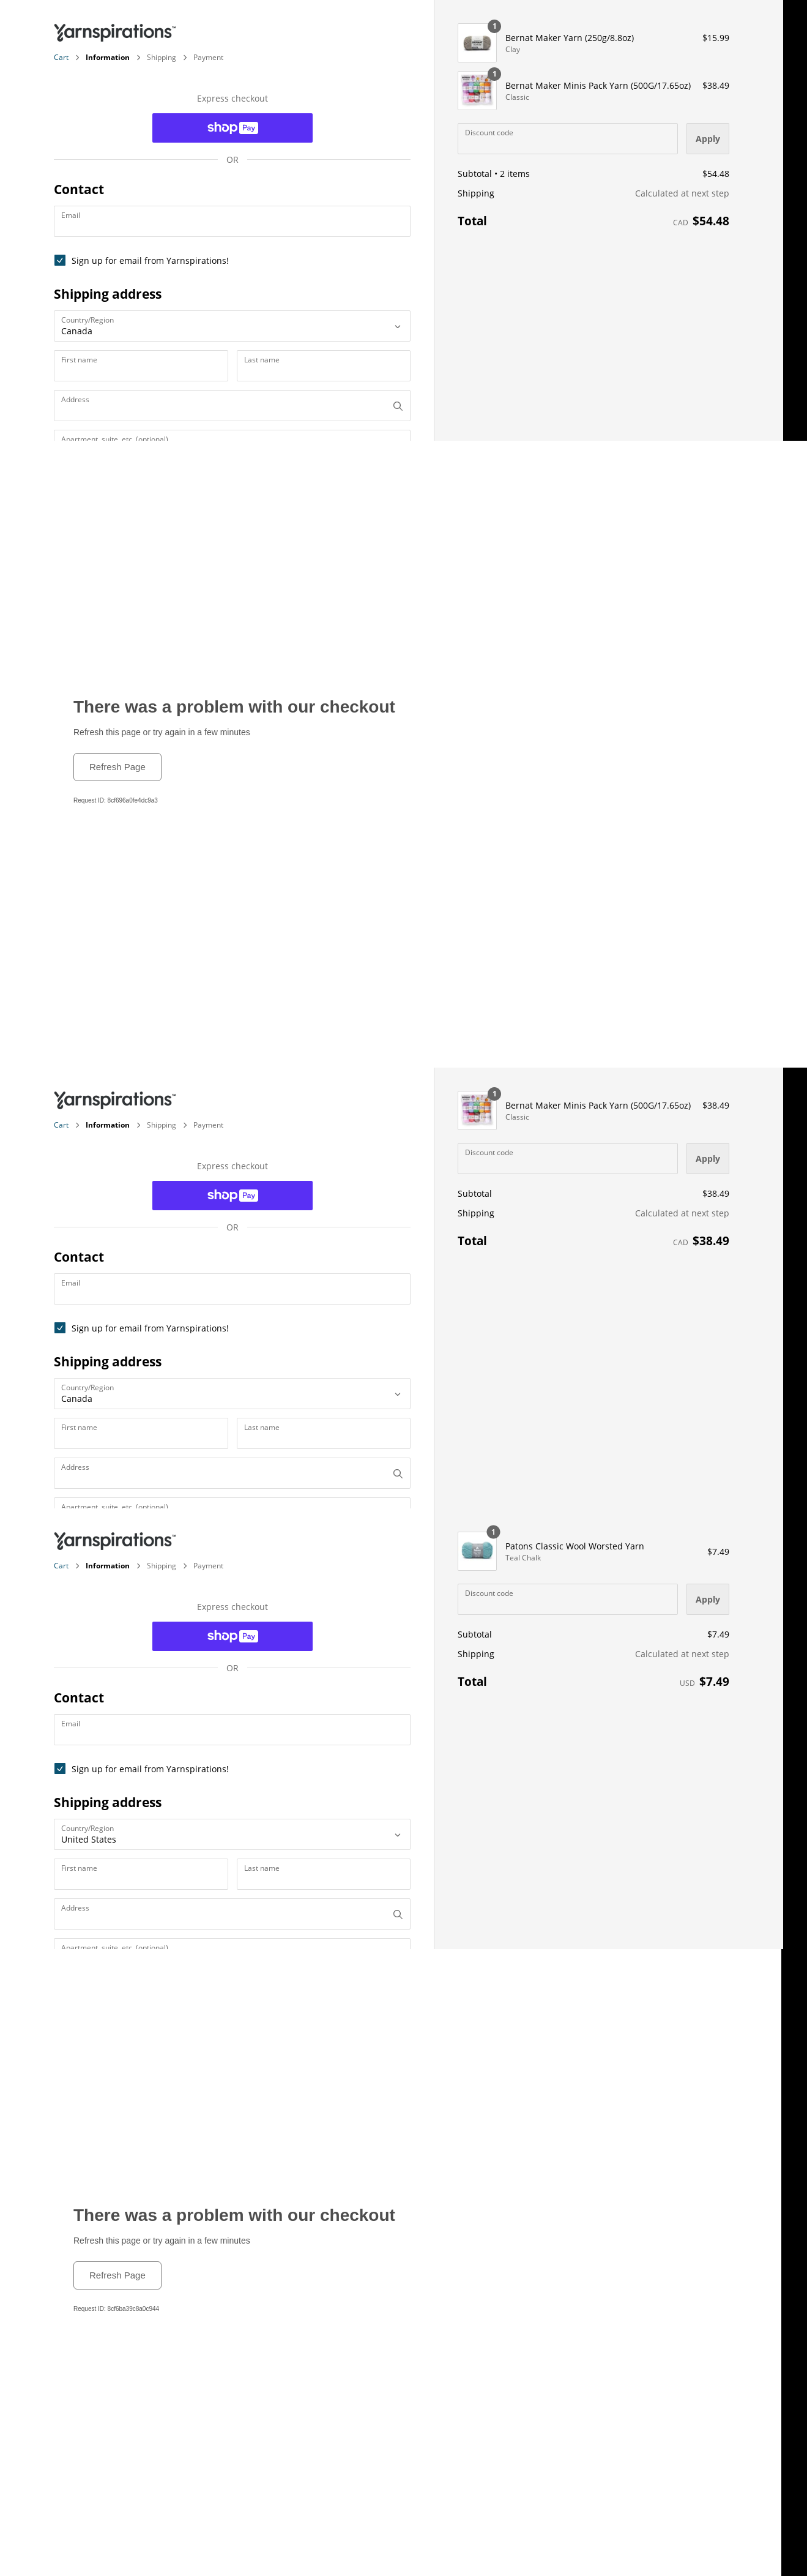 Yarnspirations™
Cart > Information > Shipping > Payment
Express checkout
shop Pay
OR
Contact
Email
Sign up for email from Yarnspirations!
Shipping address
Country/Region
Canada
First name Last name
Address
Apartment, suite, etc. (optional)
1
Bernat Maker Yarn (250g/8.8oz) $15.99
Clay
1
Bernat Maker Minis Pack Yarn (500G/17.65oz) $38.49
Classic
Discount code Apply
Subtotal • 2 items $54.48
Shipping Calculated at next step
Total CAD $54.48
There was a problem with our checkout
Refresh this page or try again in a few minutes
Refresh Page
Request ID: 8cf696a0fe4dc9a3
Yarnspirations™
Cart > Information > Shipping > Payment
Express checkout
shop Pay
OR
Contact
Email
Sign up for email from Yarnspirations!
Shipping address
Country/Region
Canada
First name Last name
Address
Apartment, suite, etc. (optional)
1
Bernat Maker Minis Pack Yarn (500G/17.65oz) $38.49
Classic
Discount code Apply
Subtotal $38.49
Shipping Calculated at next step
Total CAD $38.49
Yarnspirations™
Cart > Information > Shipping > Payment
Express checkout
shop Pay
OR
Contact
Email
Sign up for email from Yarnspirations!
Shipping address
Country/Region
United States
First name Last name
Address
Apartment, suite, etc. (optional)
1
Patons Classic Wool Worsted Yarn $7.49
Teal Chalk
Discount code Apply
Subtotal $7.49
Shipping Calculated at next step
Total USD $7.49
There was a problem with our checkout
Refresh this page or try again in a few minutes
Refresh Page
Request ID: 8cf6ba39c8a0c944